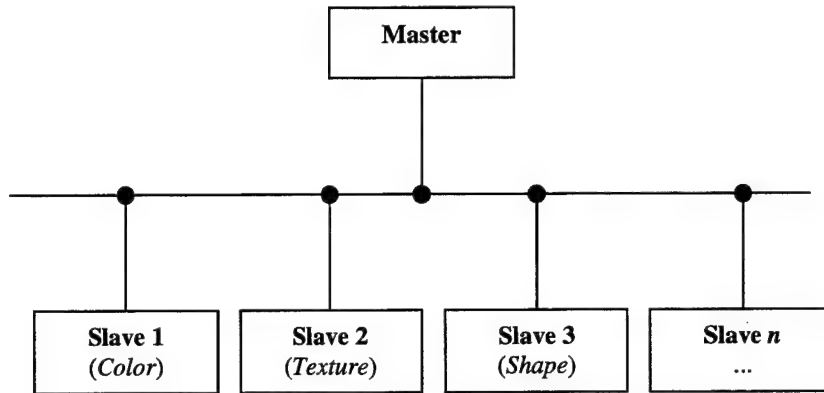 Master
Slave 1
(Color)
Slave 2
(Texture)
Slave 3
(Shape)
Slave n
...